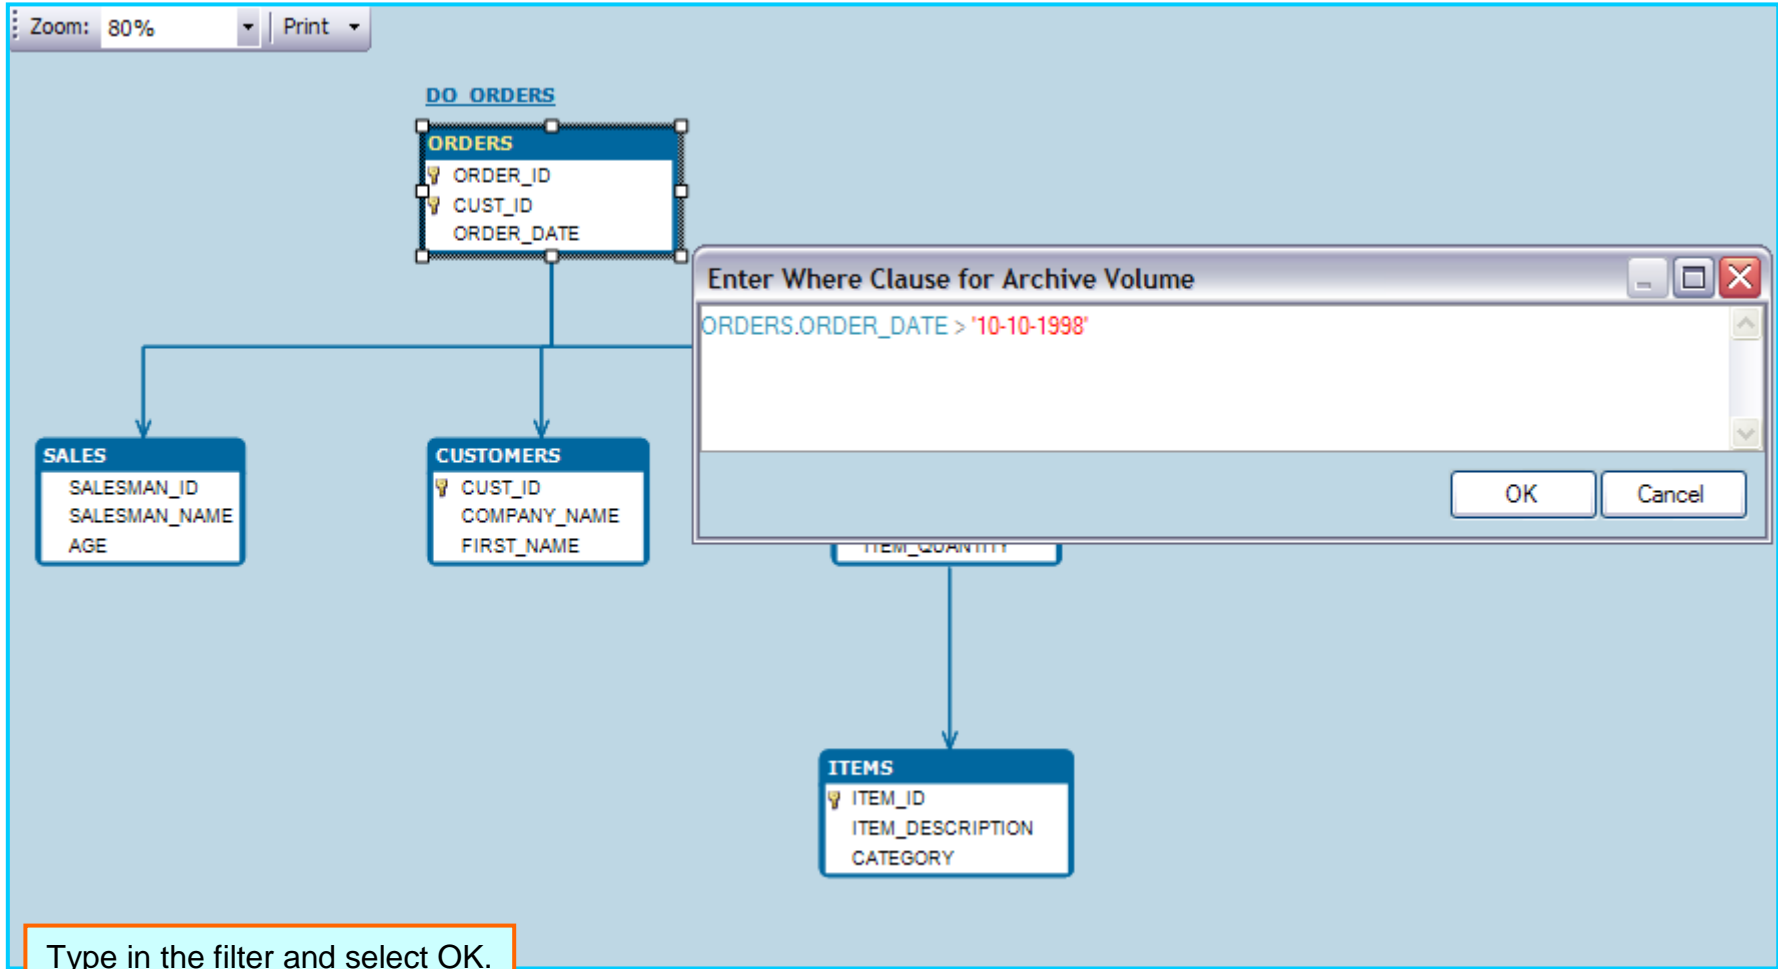 Zoom: 80% Print
DO_ORDERS
ORDERS
ORDER_ID
CUST_ID
ORDER_DATE
Enter Where Clause for Archive Volume
ORDERS.ORDER_DATE > '10-10-1998'
OK Cancel
SALES
SALESMAN_ID
SALESMAN_NAME
AGE
CUSTOMERS
CUST_ID
COMPANY_NAME
FIRST_NAME
ITEM_QUANTITY
ITEMS
ITEM_ID
ITEM_DESCRIPTION
CATEGORY
Type in the filter and select OK.